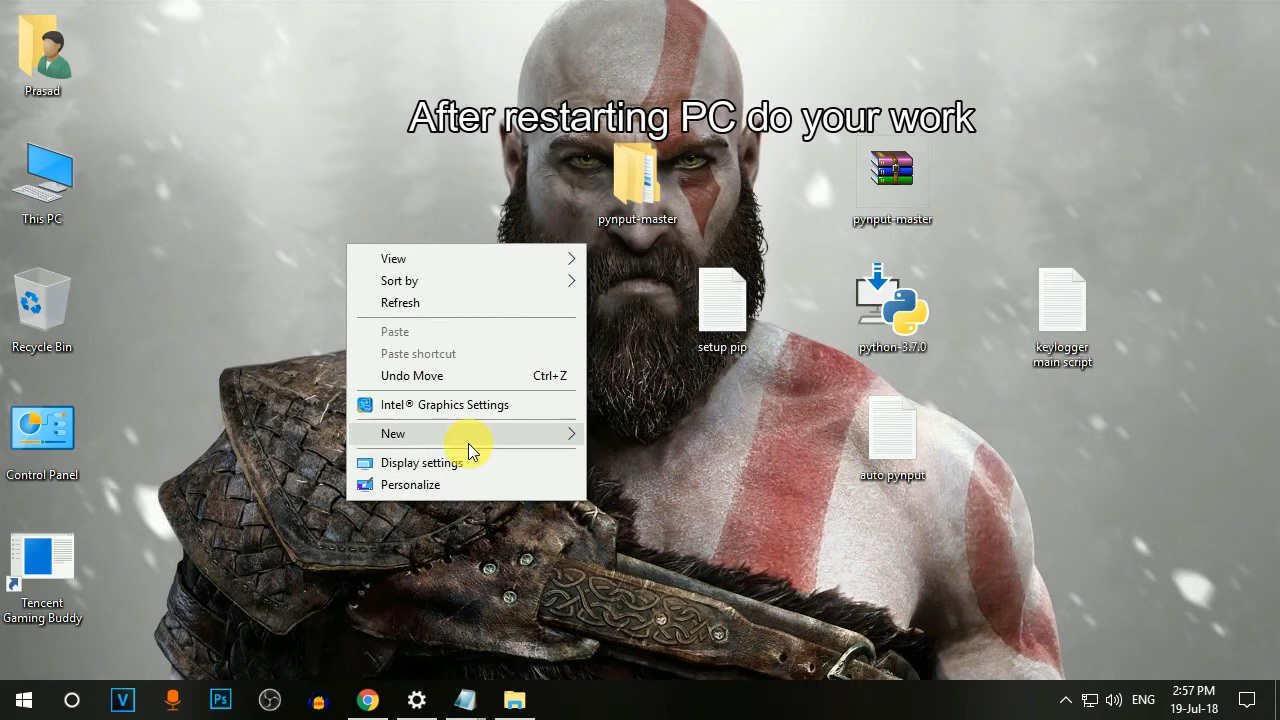 After restarting PC do your work
Prasad
This PC
Recycle Bin
Control Panel
Tencent
Gaming Buddy
pynput-master
pynput-master
setup pip
python-3.7.0
keylogger
main script
auto pynput
View
Sort by
Refresh
Paste
Paste shortcut
Undo Move Ctrl+Z
Intel® Graphics Settings
New
Display settings
Personalize
V
Ps
ENG
2:57 PM
19-Jul-18